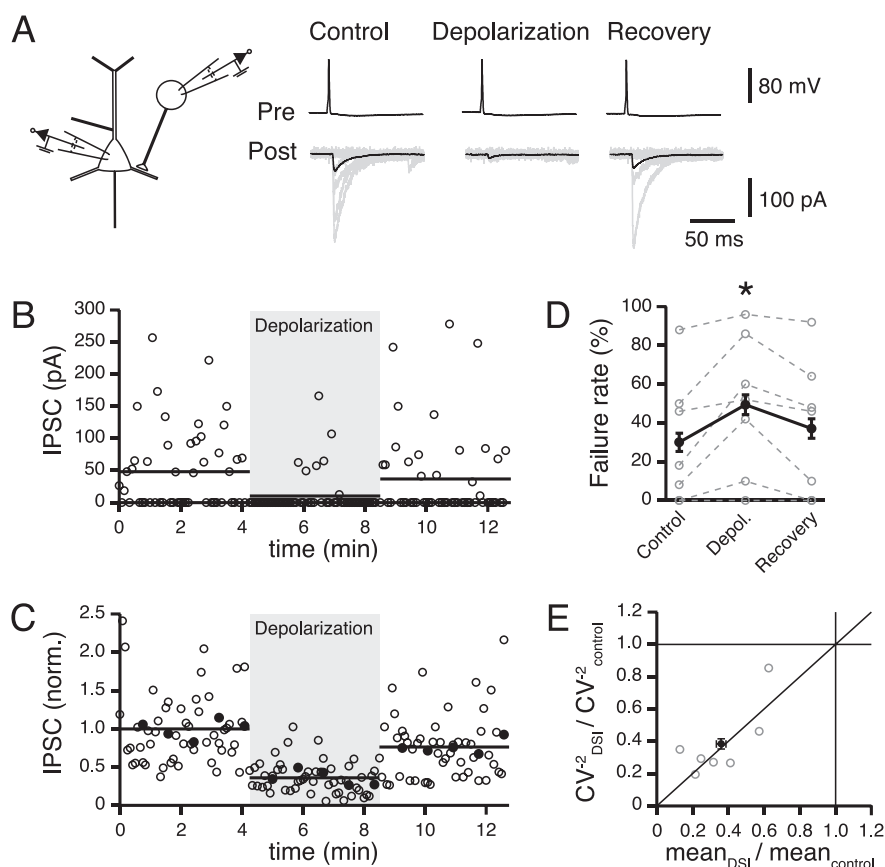 A
Control Depolarization Recovery
Pre
80 mV
Post
100 pA
50 ms
B
IPSC (pA)
300
250
200
150
100
50
0
Depolarization
0 2 4 6 8 10 12
time (min)
D
*
Failure rate (%)
100
80
60
40
20
0
Control Depol. Recovery
C
IPSC (norm.)
2.5
2.0
1.5
1.0
0.5
0
Depolarization
0 2 4 6 8 10 12
time (min)
E
CV-2DSI / CV-2control
1.2
1.0
0.8
0.6
0.4
0.2
0
0 0.2 0.4 0.6 0.8 1.0 1.2
meanDSI / meancontrol